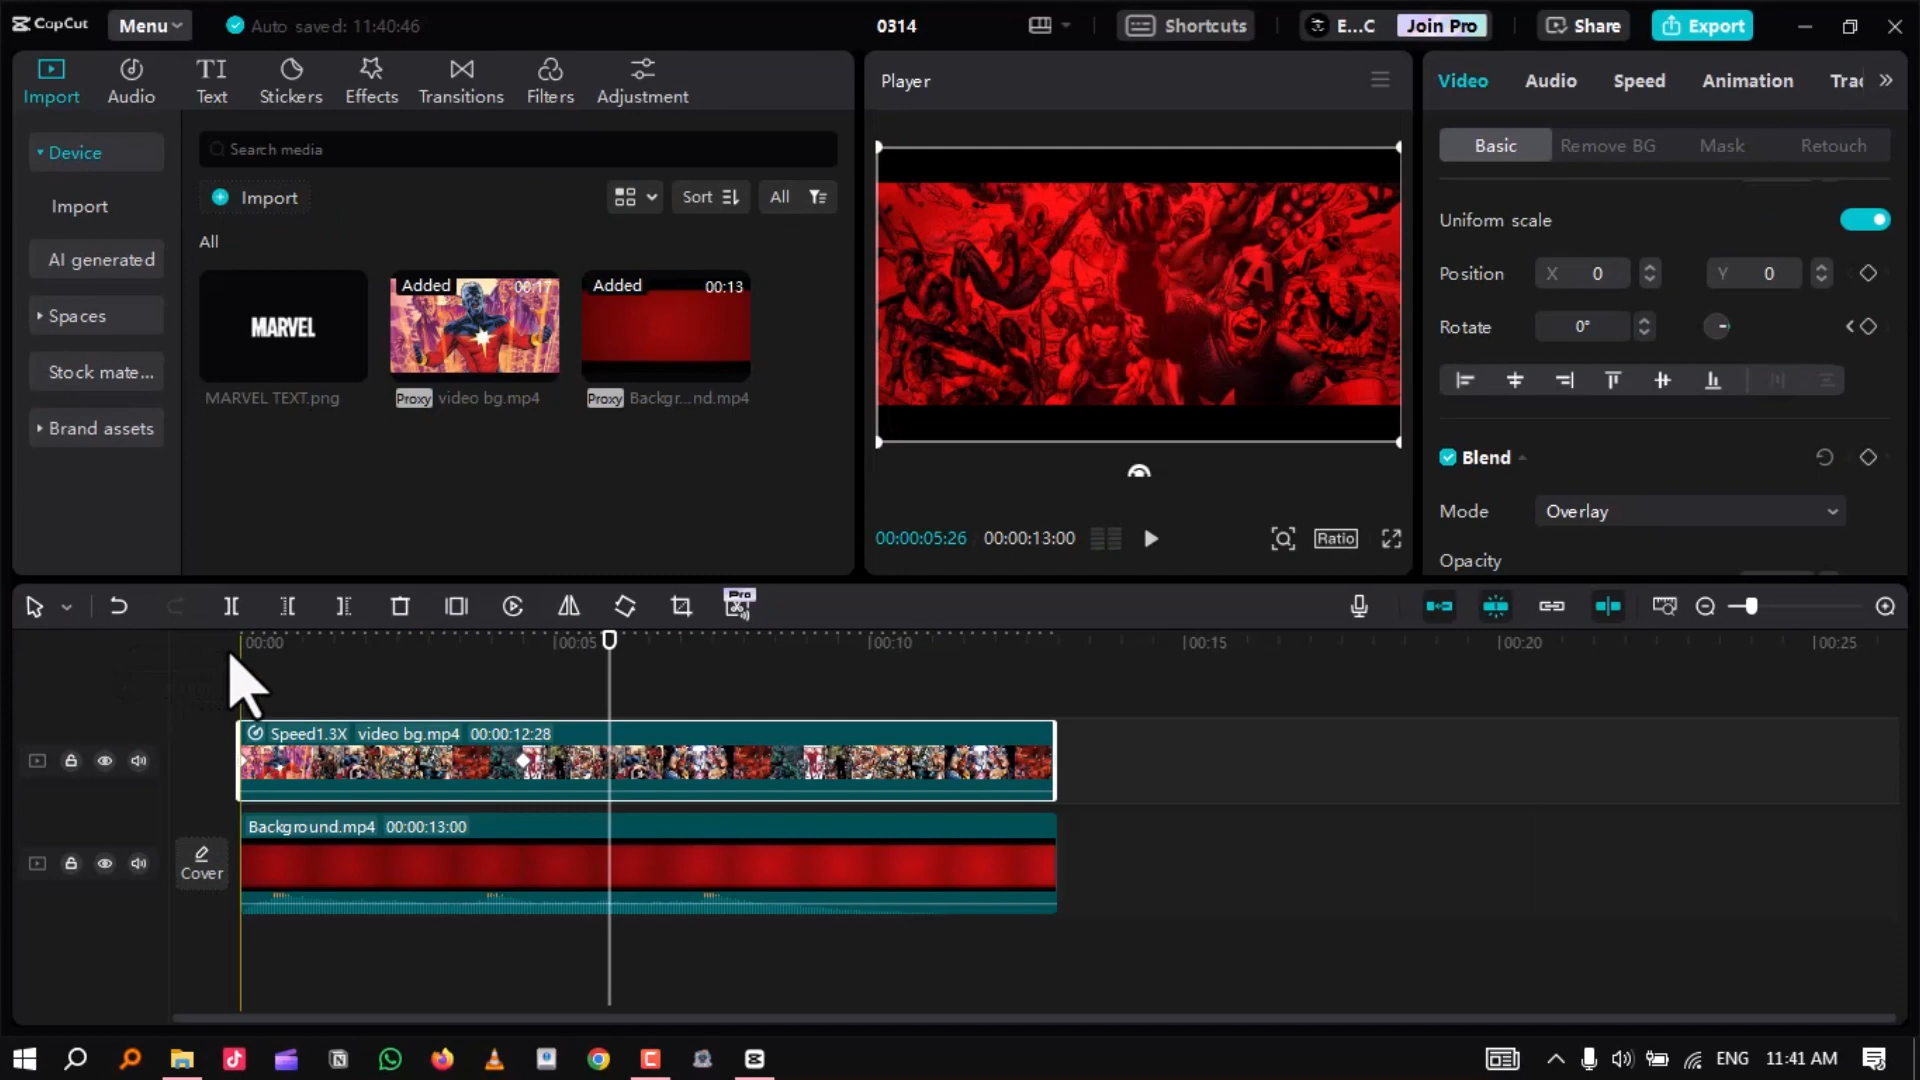 CapCut
Menu
Auto saved: 11:40:46
0314
Shortcuts
E...C
Join Pro
Share
Export
Import
Audio
TI
Text
Stickers
Effects
Transitions
Filters
Adjustment
Device
Import
AI generated
Spaces
Stock mate...
Brand assets
Search media
Import
Sort
All
All
MARVEL
MARVEL TEXT.png
Added
00:17
Proxy
video bg.mp4
Added
00:13
Proxy
Backgr...nd.mp4
Player
00:00:05:26
00:00:13:00
Ratio
Video
Audio
Speed
Animation
Trac
Basic
Remove BG
Mask
Retouch
Uniform scale
Position
X 0
Y 0
Rotate
0°
Blend
Mode
Overlay
Opacity
Pro
00:00
00:05
00:10
00:15
00:20
00:25
Speed1.3X video bg.mp4 00:00:12:28
Cover
Background.mp4 00:00:13:00
ENG
11:41 AM